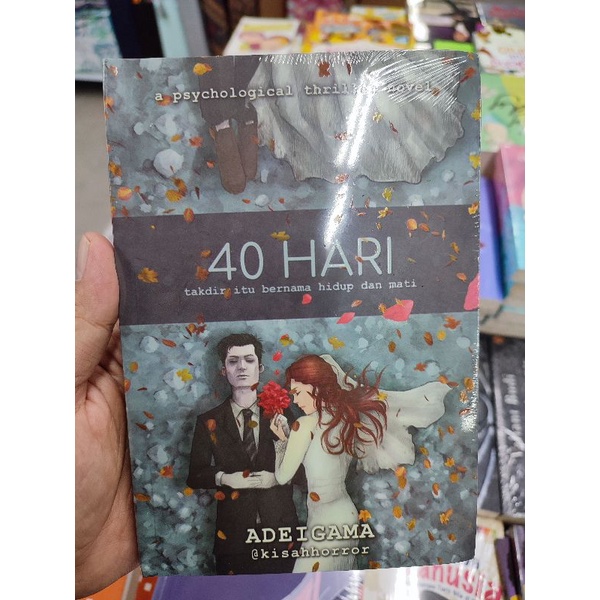 a psychological thriller novel
40 HARI
takdir itu bernama hidup dan mati
ADEIGAMA
@kisahhorror